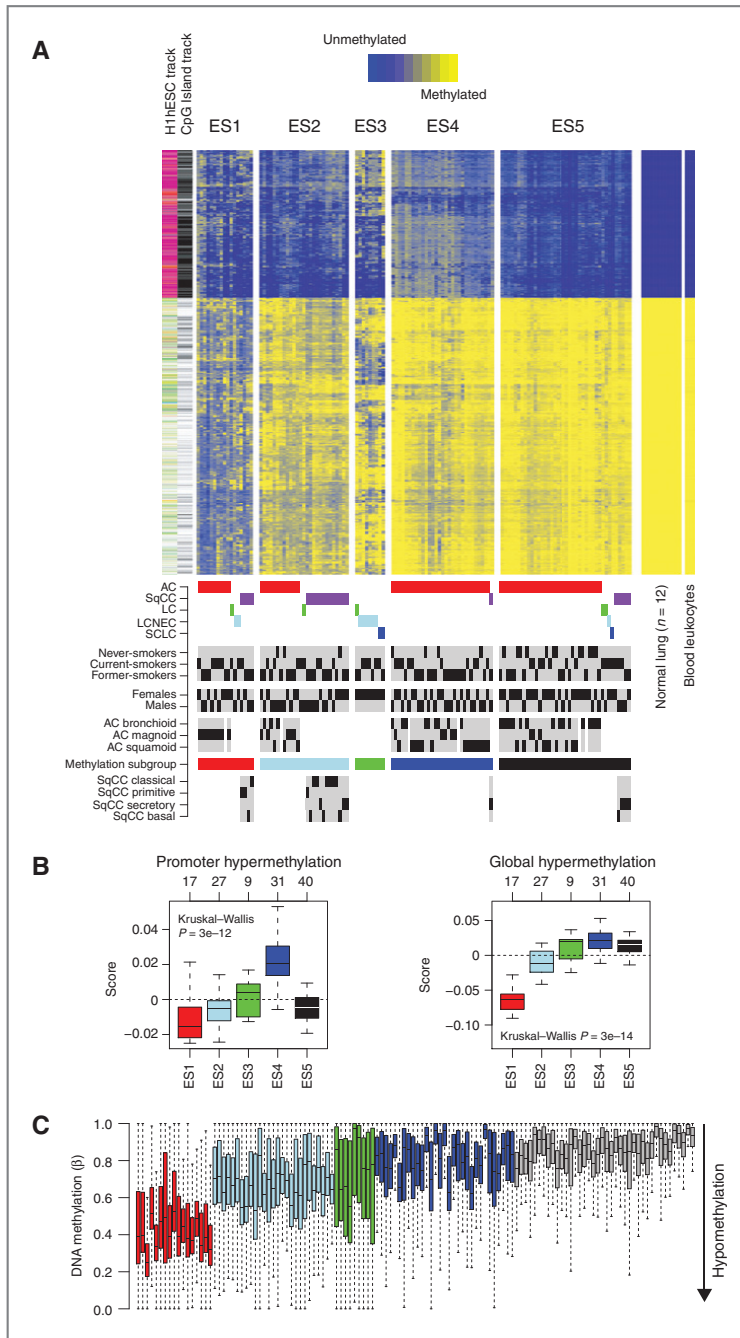 A
Unmethylated
Methylated
H1hESC track
CpG Island track
ES1
ES2
ES3
ES4
ES5
AC
SqCC
LC
LCNEC
SCLC
Never-smokers
Current-smokers
Former-smokers
Females
Males
AC bronchioid
AC magnoid
AC squamoid
Methylation subgroup
SqCC classical
SqCC primitive
SqCC secretory
SqCC basal
Normal lung (n = 12)
Blood leukocytes
B
Promoter hypermethylation
17 27 9 31 40
Kruskal–Wallis
P = 3e–12
Score
0.04
0.02
0
−0.02
ES1
ES2
ES3
ES4
ES5
Global hypermethylation
17 27 9 31 40
Score
0.05
0
−0.05
−0.10
Kruskal–Wallis P = 3e–14
ES1
ES2
ES3
ES4
ES5
C
DNA methylation (β)
1.0
0.8
0.6
0.4
0.2
0.0
Hypomethylation